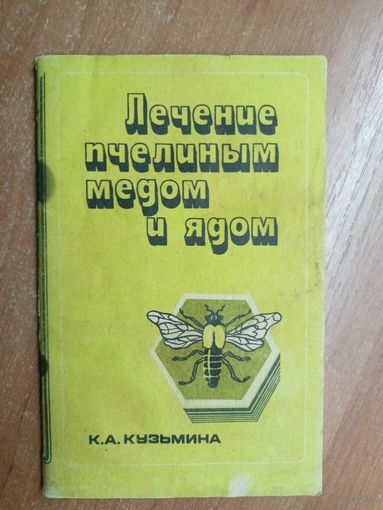 Лечение
пчелиным
медом
и ядом
К.А. КУЗЬМИНА